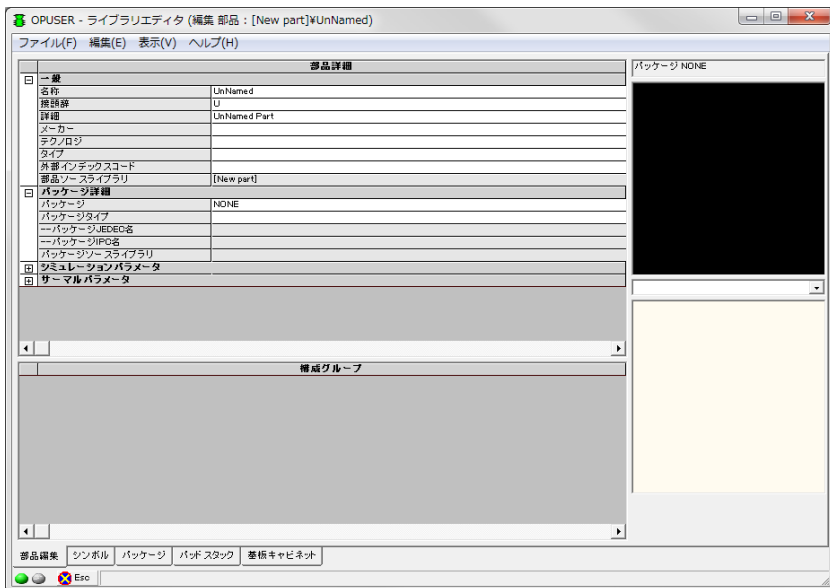 OPUSER - ライブラリエディタ (編集 部品 : [New part]¥UnNamed)
ファイル(F) 編集(E) 表示(V) ヘルプ(H)
部品詳細
一般
名称 UnNamed
接頭辞 U
詳細 UnNamed Part
メーカー
テクノロジ
タイプ
外部インデックスコード
部品ソースライブラリ [New part]
パッケージ詳細
パッケージ NONE
パッケージタイプ
--パッケージJEDEC名
--パッケージIPC名
パッケージソースライブラリ
シミュレーションパラメータ
サーマルパラメータ
パッケージ NONE
構成グループ
部品編集 シンボル パッケージ パッドスタック 基板キャビネット
Esc